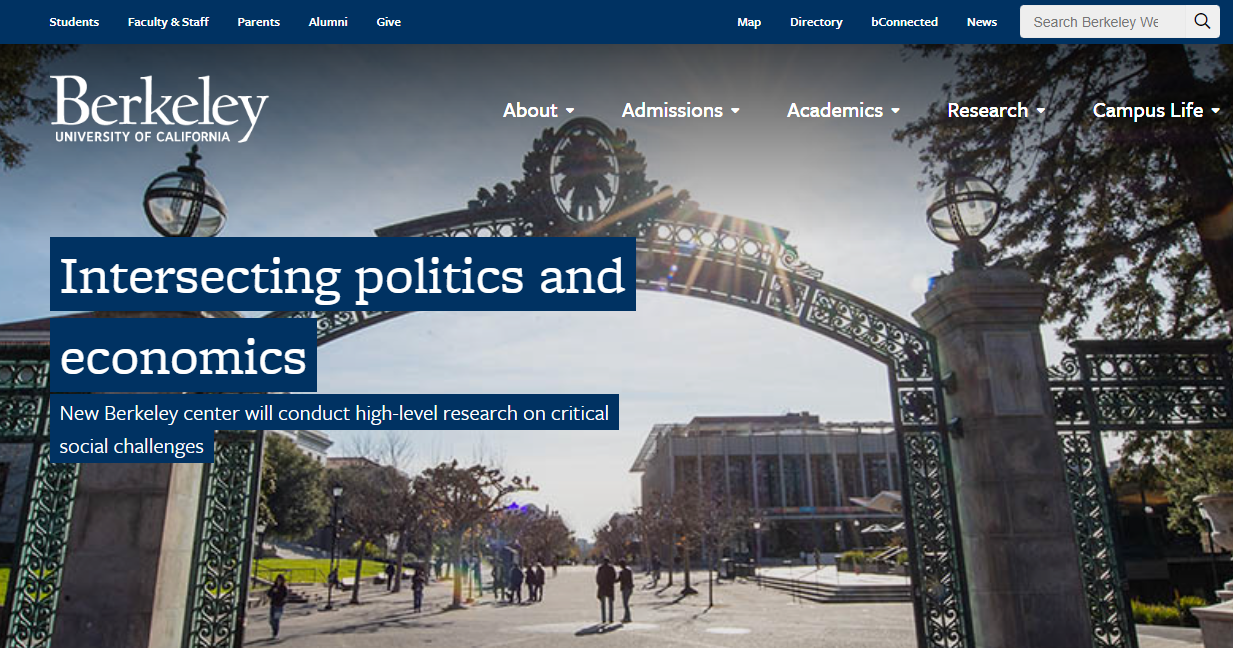 Students Faculty & Staff Parents Alumni Give Map Directory bConnected News Search Berkeley We
Berkeley
UNIVERSITY OF CALIFORNIA
About Admissions Academics Research Campus Life
Intersecting politics and
economics
New Berkeley center will conduct high-level research on critical
social challenges